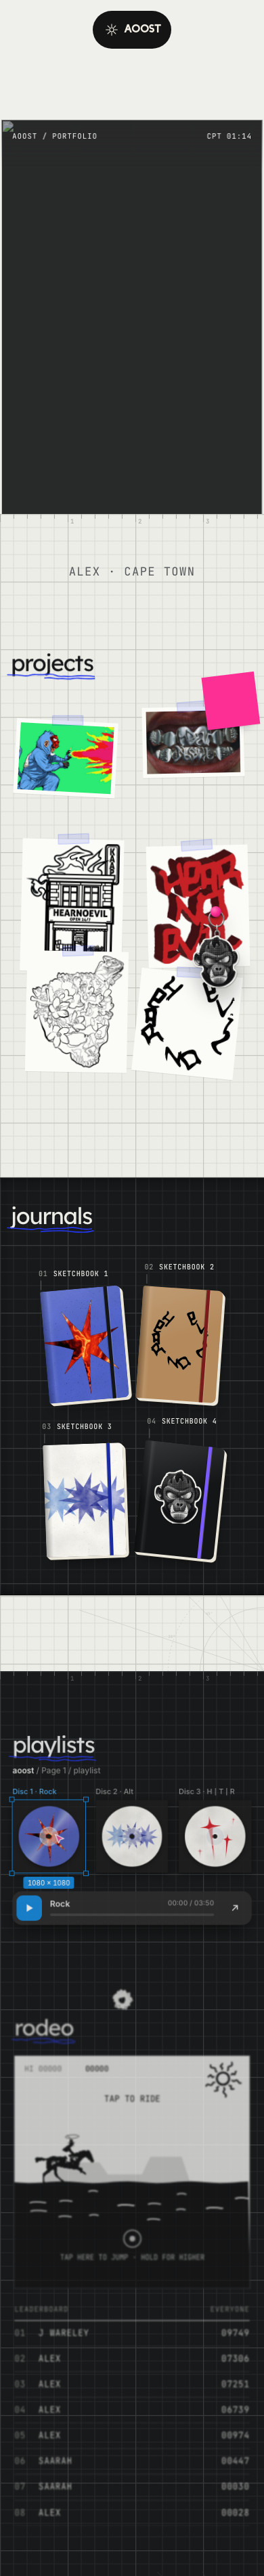 AOOST
AOOST / PORTFOLIO
CPT 01:14
1 2 3
ALEX · CAPE TOWN
projects
HEARNOEVIL
HEAR
NO
EVIL
journals
01 SKETCHBOOK 1
02 SKETCHBOOK 2
03 SKETCHBOOK 3
04 SKETCHBOOK 4
1 2 3
playlists
aoost / Page 1 / playlist
Disc 1 · Rock
Disc 2 · Alt
Disc 3 · H | T | R
1080 × 1080
Rock
00:00 / 03:50
rodeo
HI 00000 00000
TAP TO RIDE
TAP HERE TO JUMP · HOLD FOR HIGHER
LEADERBOARD
EVERYONE
01 J WARELEY 09749
02 ALEX 07306
03 ALEX 07251
04 ALEX 06739
05 ALEX 00974
06 SAARAH 00447
07 SAARAH 00030
08 ALEX 00028